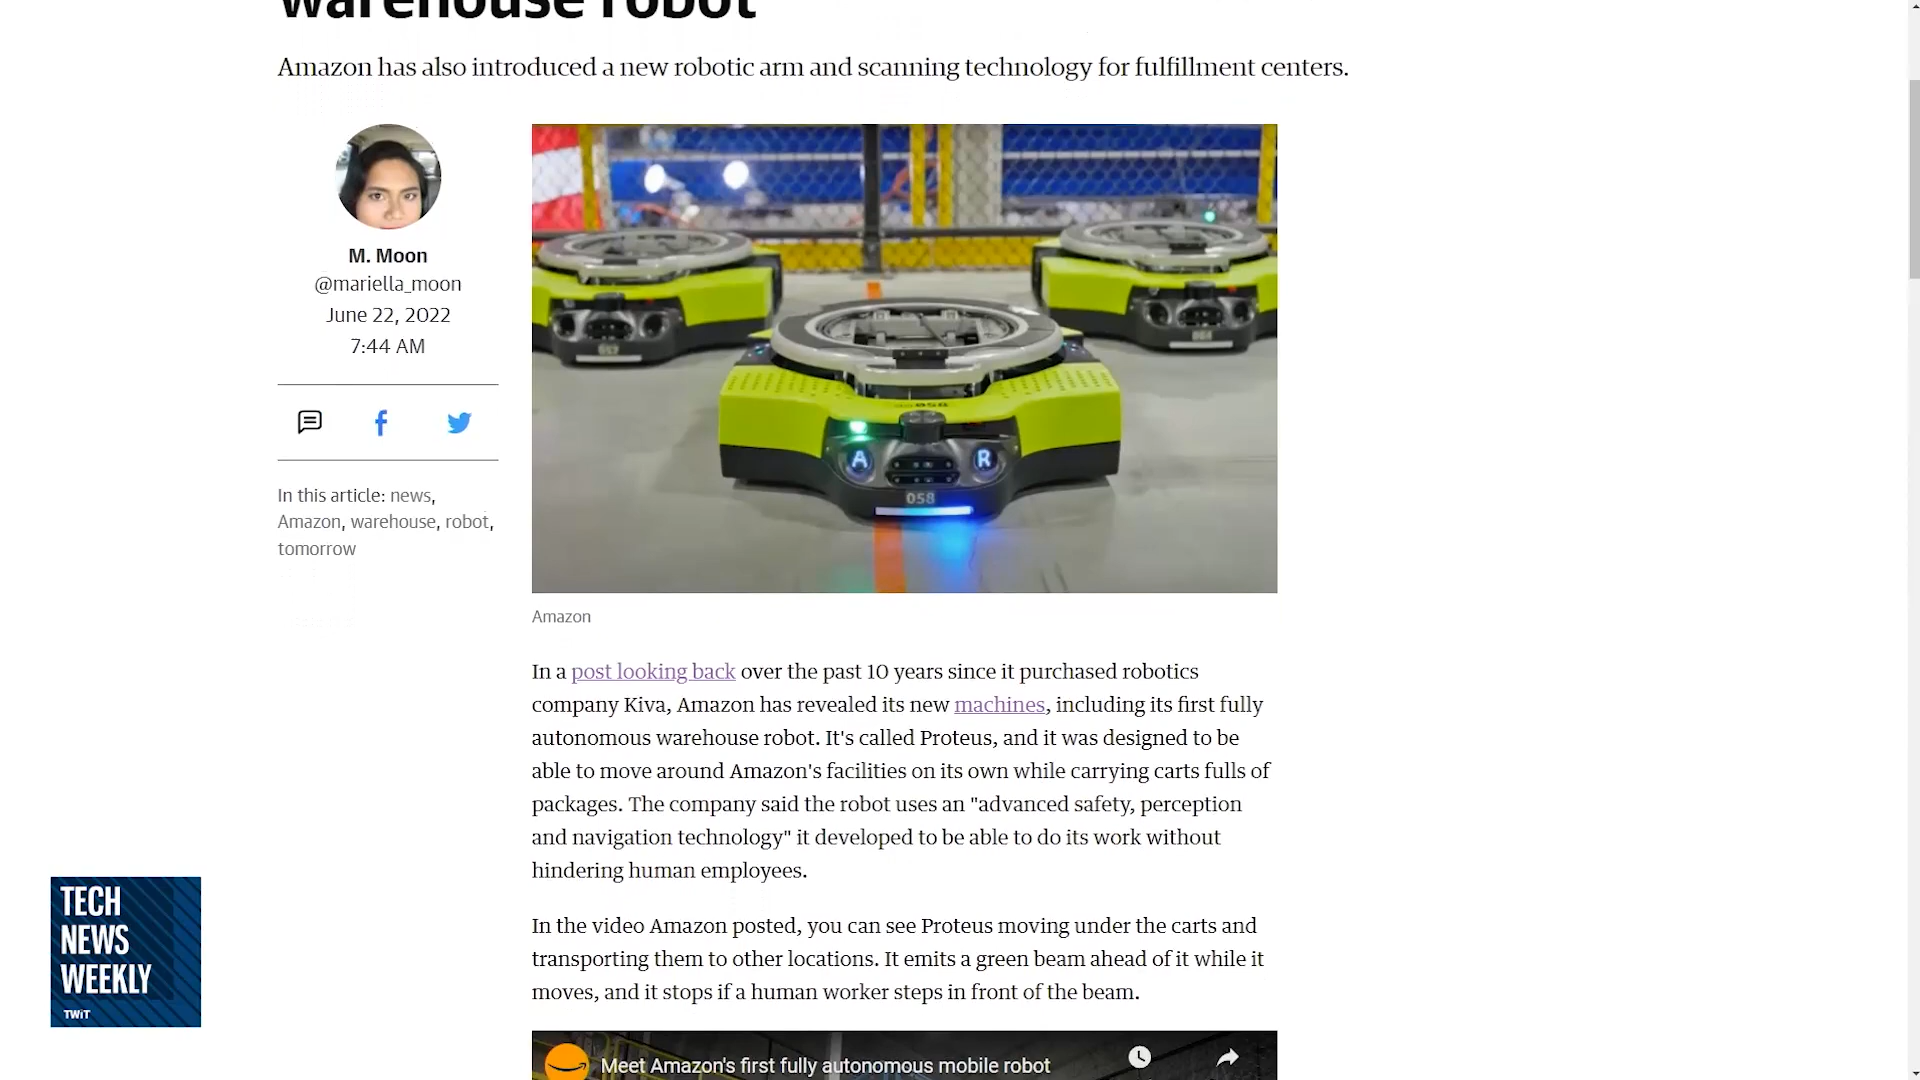 warehouse robot
Amazon has also introduced a new robotic arm and scanning technology for fulfillment centers.
M. Moon
@mariella_moon
June 22, 2022
7:44 AM
In this article: news,
Amazon, warehouse, robot,
tomorrow
A
R
058
Amazon
In a post looking back over the past 10 years since it purchased robotics
company Kiva, Amazon has revealed its new machines, including its first fully
autonomous warehouse robot. It's called Proteus, and it was designed to be
able to move around Amazon's facilities on its own while carrying carts fulls of
packages. The company said the robot uses an "advanced safety, perception
and navigation technology" it developed to be able to do its work without
hindering human employees.
In the video Amazon posted, you can see Proteus moving under the carts and
transporting them to other locations. It emits a green beam ahead of it while it
moves, and it stops if a human worker steps in front of the beam.
Meet Amazon's first fully autonomous mobile robot
TECH
NEWS
WEEKLY
TWiT